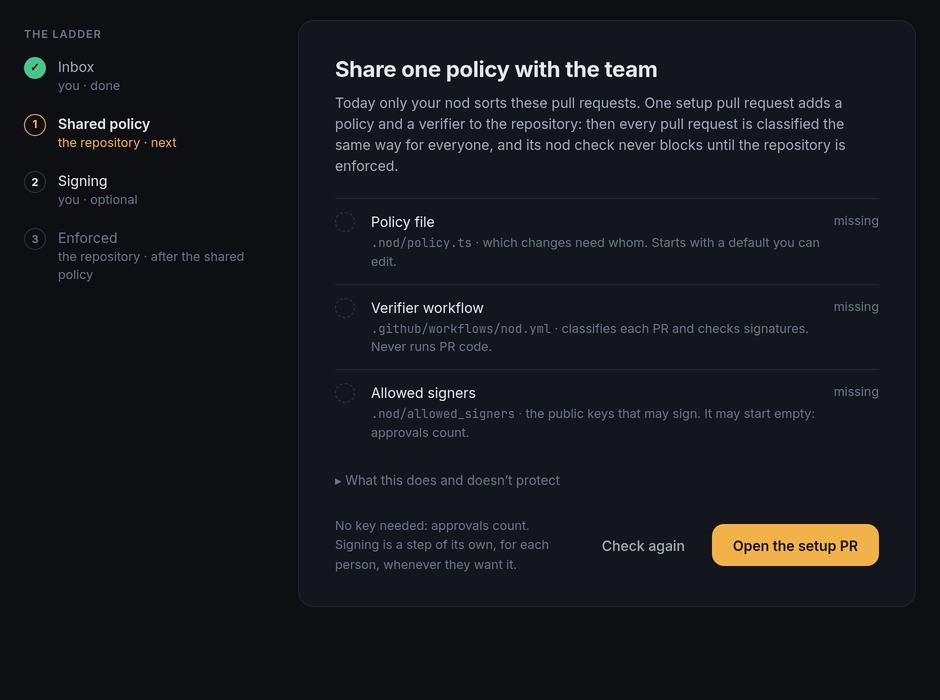 THE LADDER
✓
Inbox
you · done
1
Shared policy
the repository · next
2
Signing
you · optional
3
Enforced
the repository · after the shared
policy
Share one policy with the team
Today only your nod sorts these pull requests. One setup pull request adds a
policy and a verifier to the repository: then every pull request is classified the
same way for everyone, and its nod check never blocks until the repository is
enforced.
Policy file
missing
.nod/policy.ts · which changes need whom. Starts with a default you can
edit.
Verifier workflow
missing
.github/workflows/nod.yml · classifies each PR and checks signatures.
Never runs PR code.
Allowed signers
missing
.nod/allowed_signers · the public keys that may sign. It may start empty:
approvals count.
▸ What this does and doesn’t protect
No key needed: approvals count.
Signing is a step of its own, for each
person, whenever they want it.
Check again
Open the setup PR